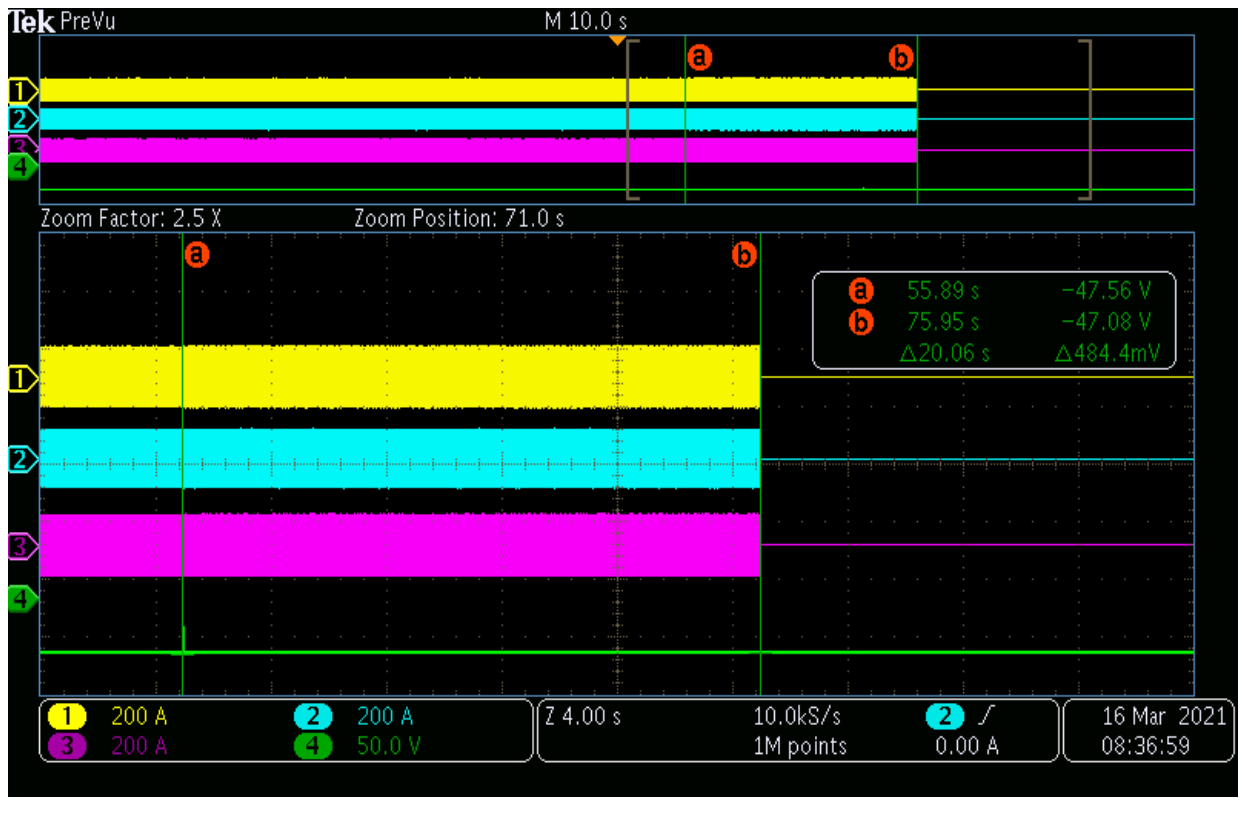 Tek PreVu M 10.0 s
a b
1
2
3
4
Zoom Factor: 2.5 X Zoom Position: 71.0 s
a b
a 55.89 s -47.56 V
b 75.95 s -47.08 V
Δ20.06 s Δ484.4mV
1
2
3
4
1 200 A 2 200 A Z 4.00 s 10.0kS/s 2 ∫ 16 Mar 2021
3 200 A 4 50.0 V 1M points 0.00 A 08:36:59